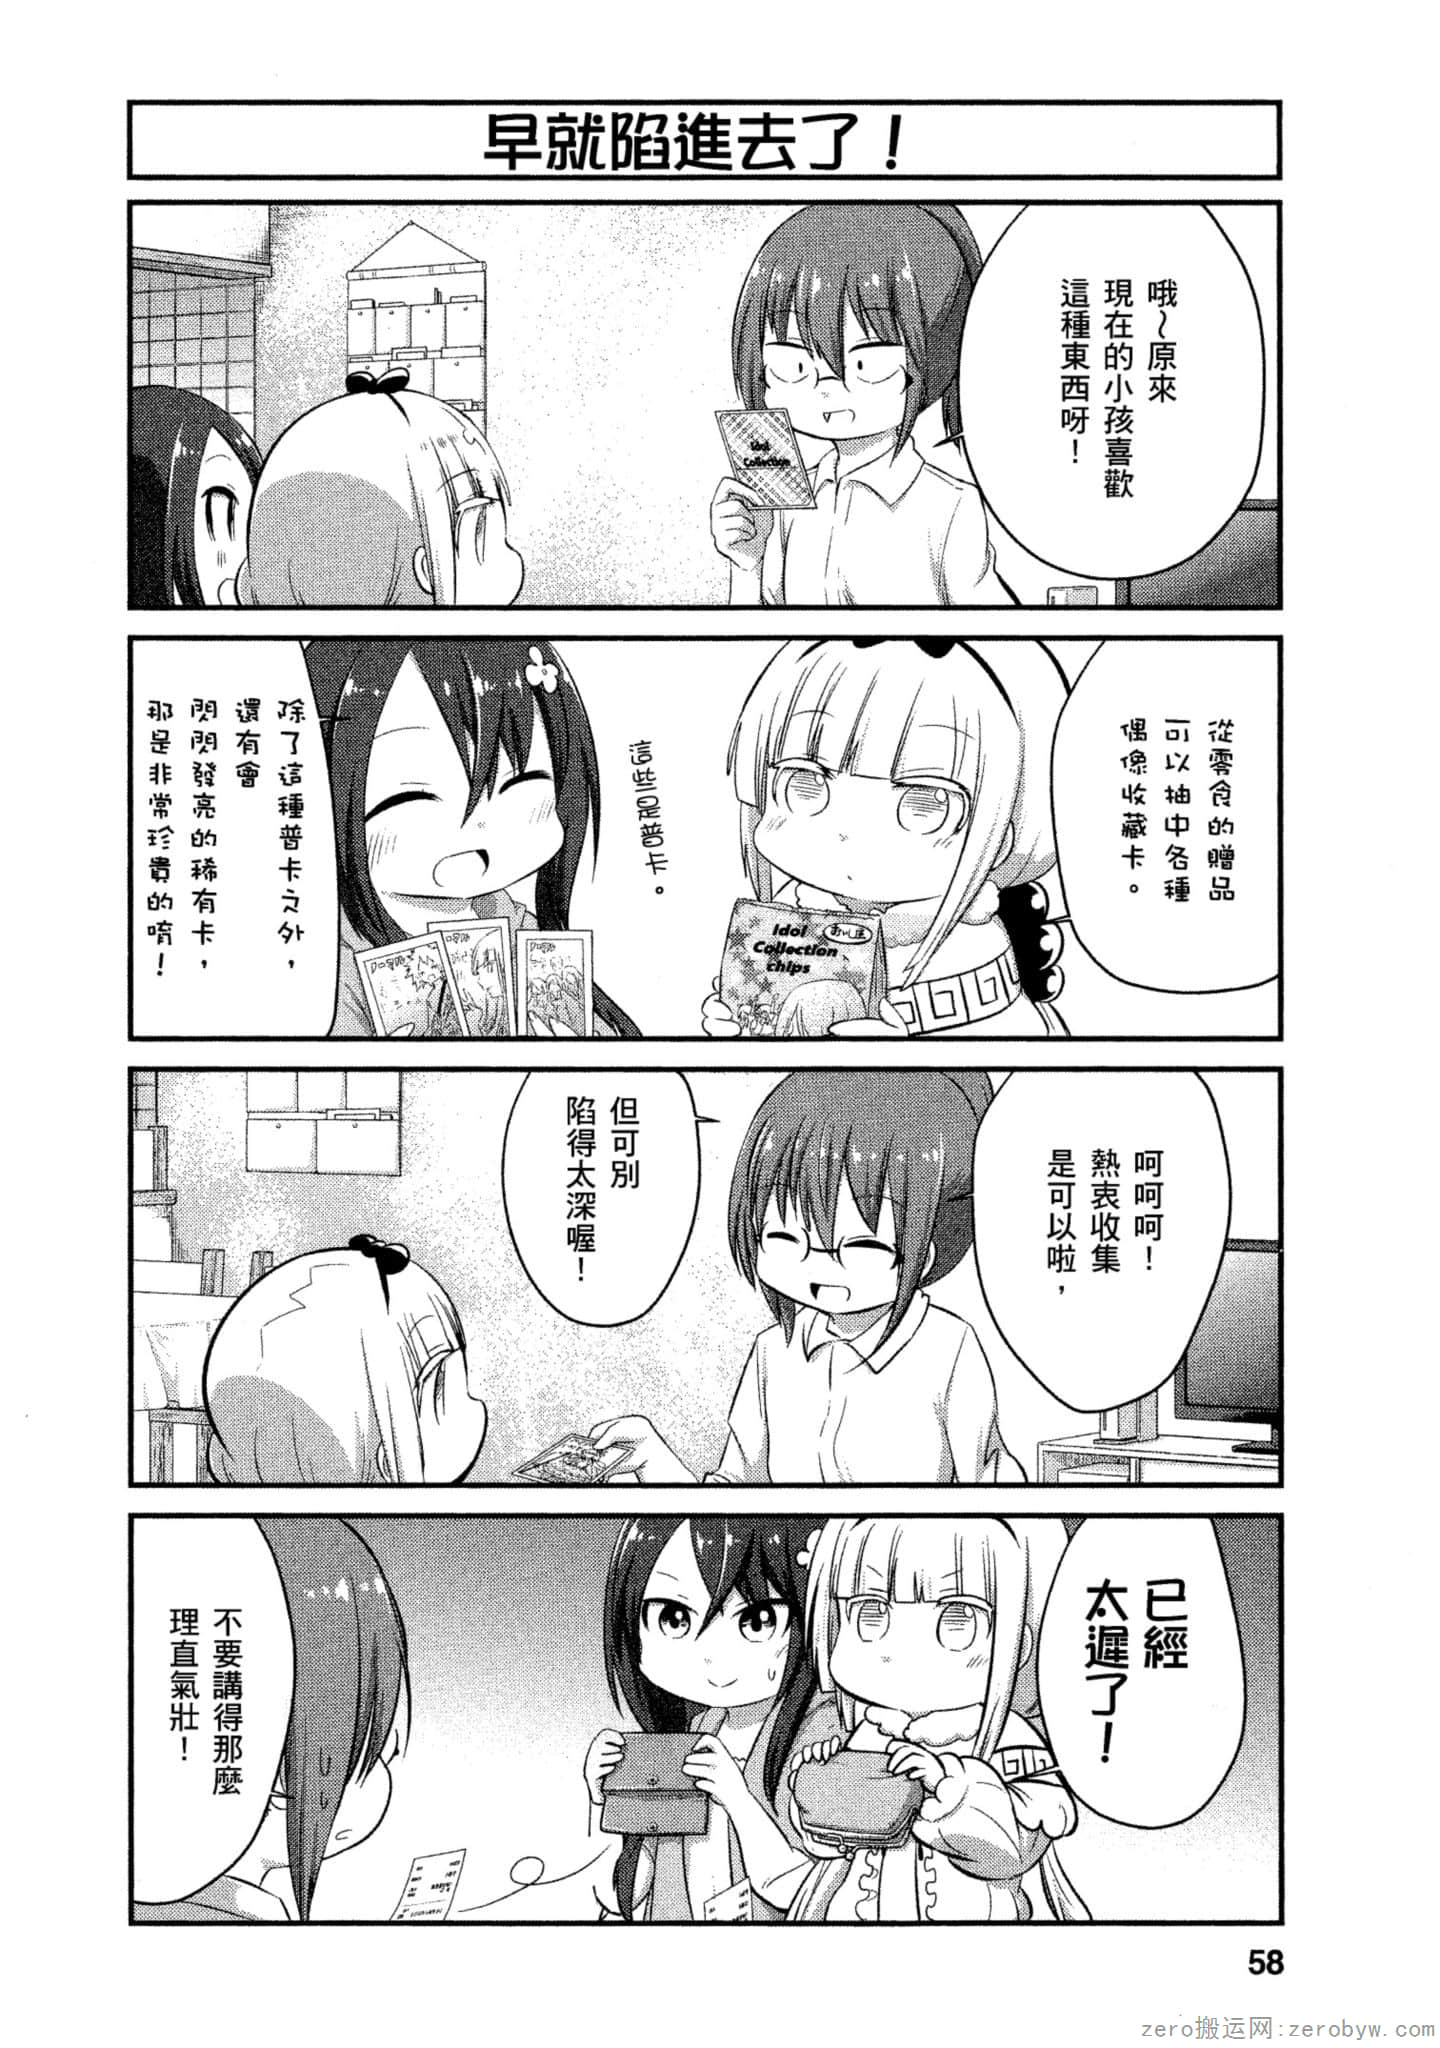 早就陷進去了！
哦～原來
現在的小孩喜歡
這種東西呀！
Idol
Collection
從零食的贈品
可以抽中各種
偶像收藏卡。
Idol
Collection
chips
這些是普卡。
除了這種普卡之外，
還有會
閃閃發亮的稀有卡，
那是非常珍貴的唷！
呵呵呵！
熱衷收集
是可以啦，
但可別
陷得太深喔！
已經
太遲了！
不要講得那麼
理直氣壯！
58
zero搬运网:zerobyw.com